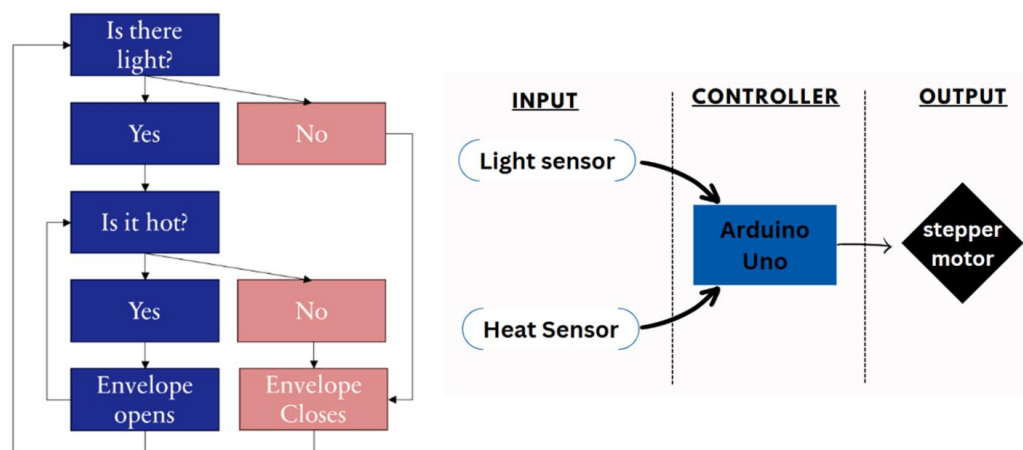 Is there
light?
Yes
No
Is it hot?
Yes
No
Envelope
opens
Envelope
Closes
INPUT
CONTROLLER
OUTPUT
Light sensor
Arduino
Uno
stepper
motor
Heat Sensor